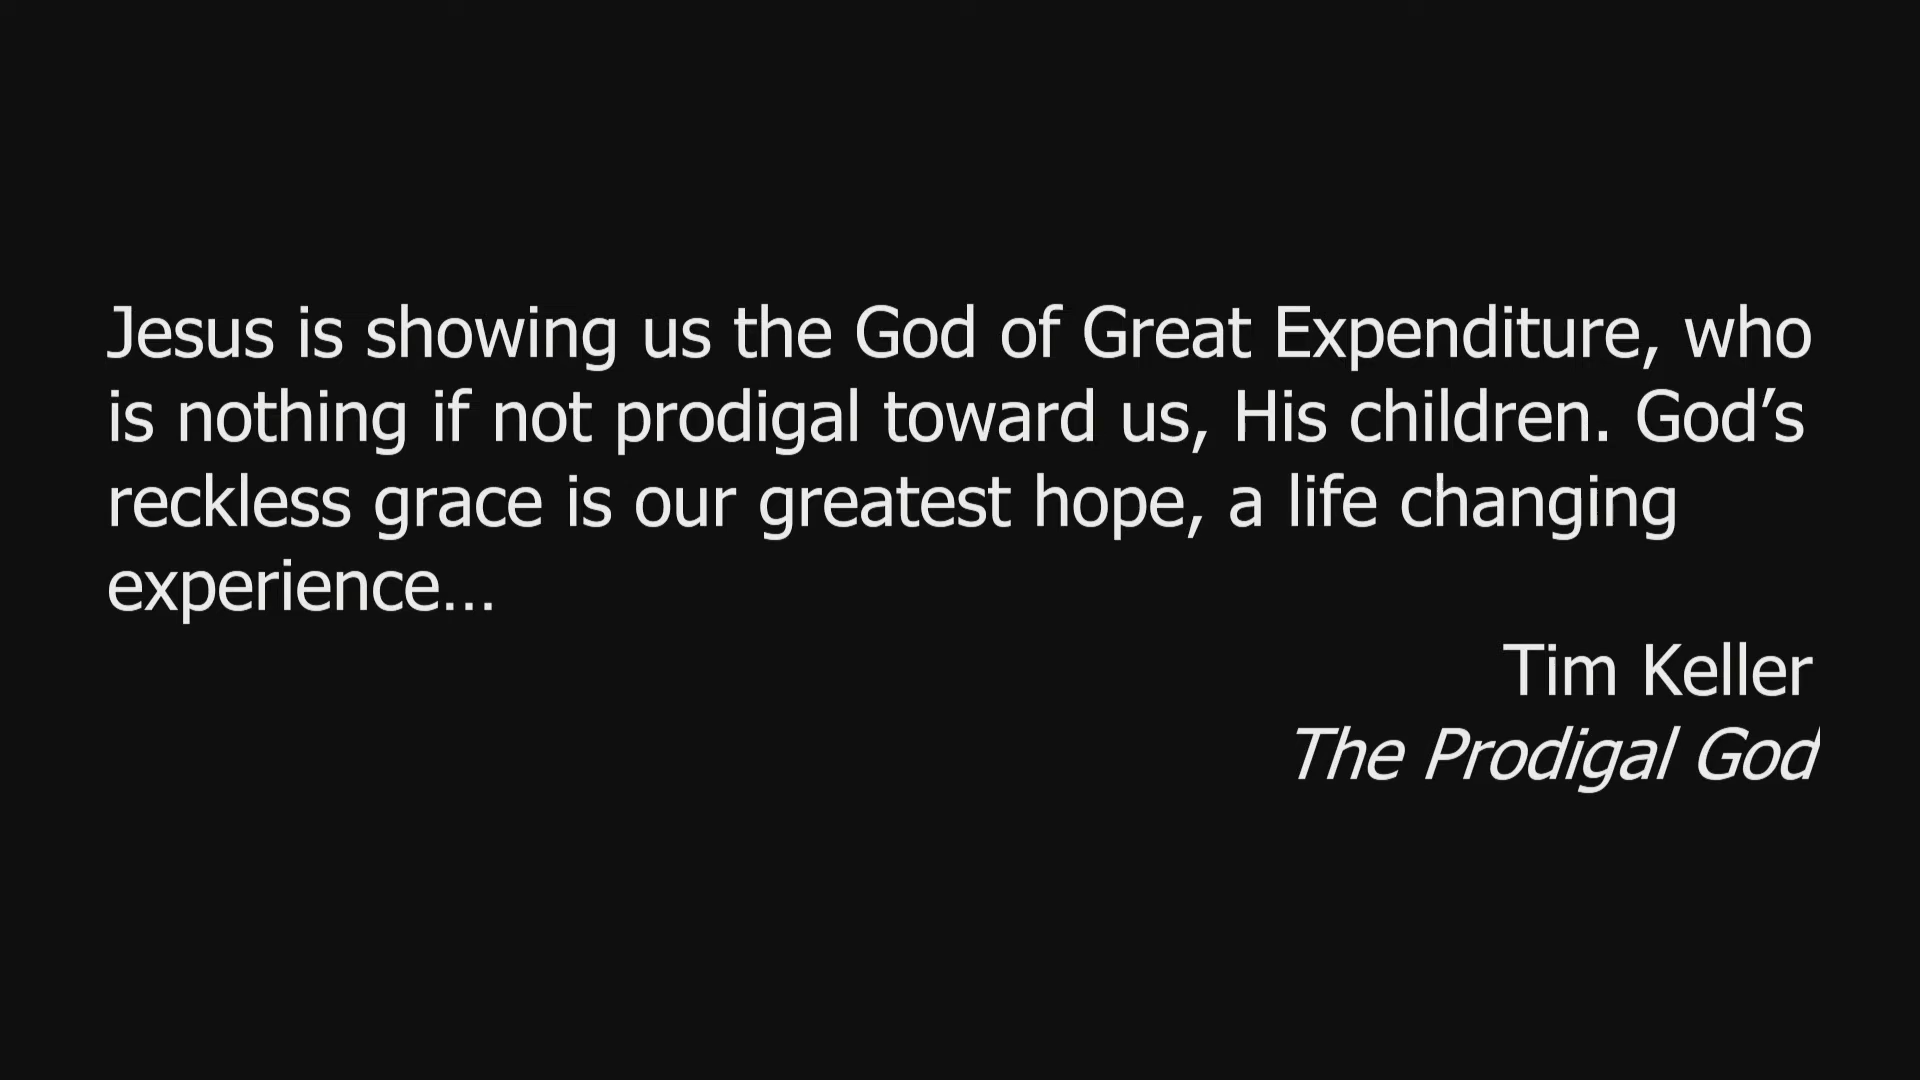 Jesus is showing us the God of Great Expenditure, who
is nothing if not prodigal toward us, His children. God’s
reckless grace is our greatest hope, a life changing
experience…
Tim Keller
The Prodigal God